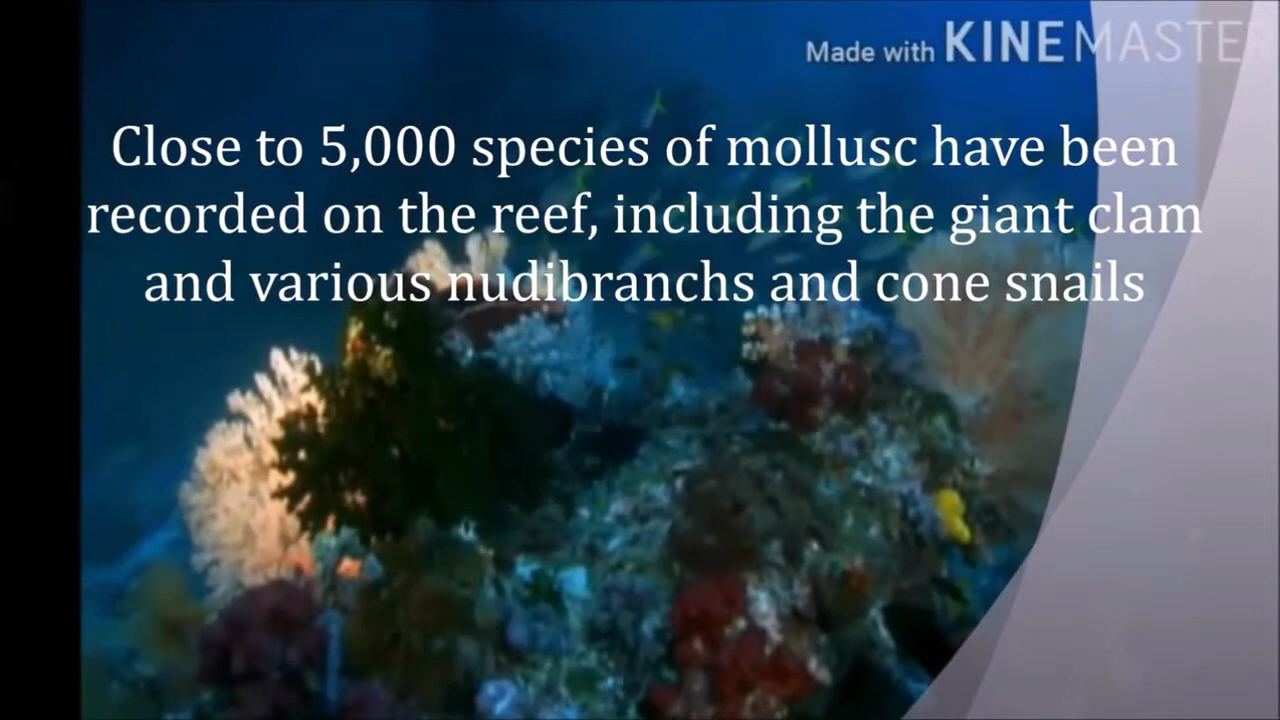 Made with KINEMASTER
Close to 5,000 species of mollusc have been
recorded on the reef, including the giant clam
and various nudibranchs and cone snails